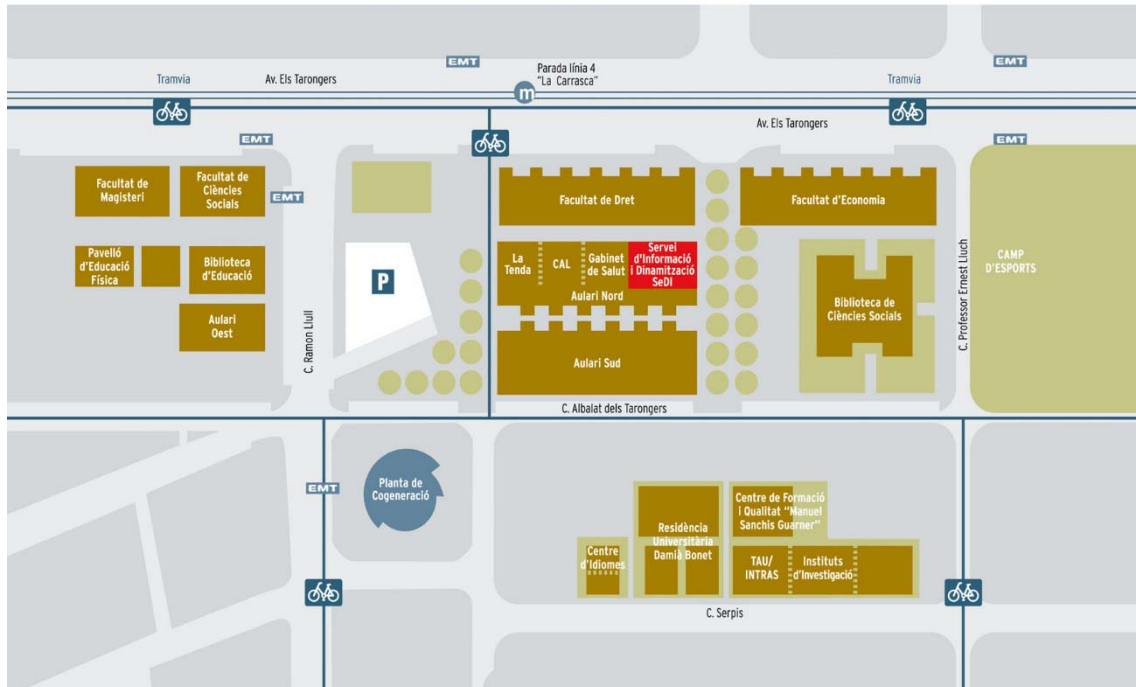 EMT
EMT
Parada línia 4
"La Carrasca"
Tramvia
Av. Els Tarongers
Tramvia
m
Av. Els Tarongers
EMT
EMT
Facultat de
Magisteri
Facultat de
Ciències
Socials
EMT
Facultat de Dret
Facultat d'Economia
Pavelló
d'Educació
Física
Biblioteca
d'Educació
P
La
Tenda
CAL
Gabinet
de Salut
Servei
d'Informació
i Dinamització
SeDI
Aulari Nord
Biblioteca de
Ciències Socials
CAMP
D'ESPORTS
Aulari
Oest
C. Ramon Llull
Aulari Sud
C. Professor Ernest Lluch
C. Albalat dels Tarongers
EMT
Planta de
Cogeneració
Centre de Formació
i Qualitat "Manuel
Sanchis Guarner"
Residència
Universitària
Damià Bonet
Centre
d'Idiomes
TAU/
INTRAS
Instituts
d'Investigació
C. Serpis